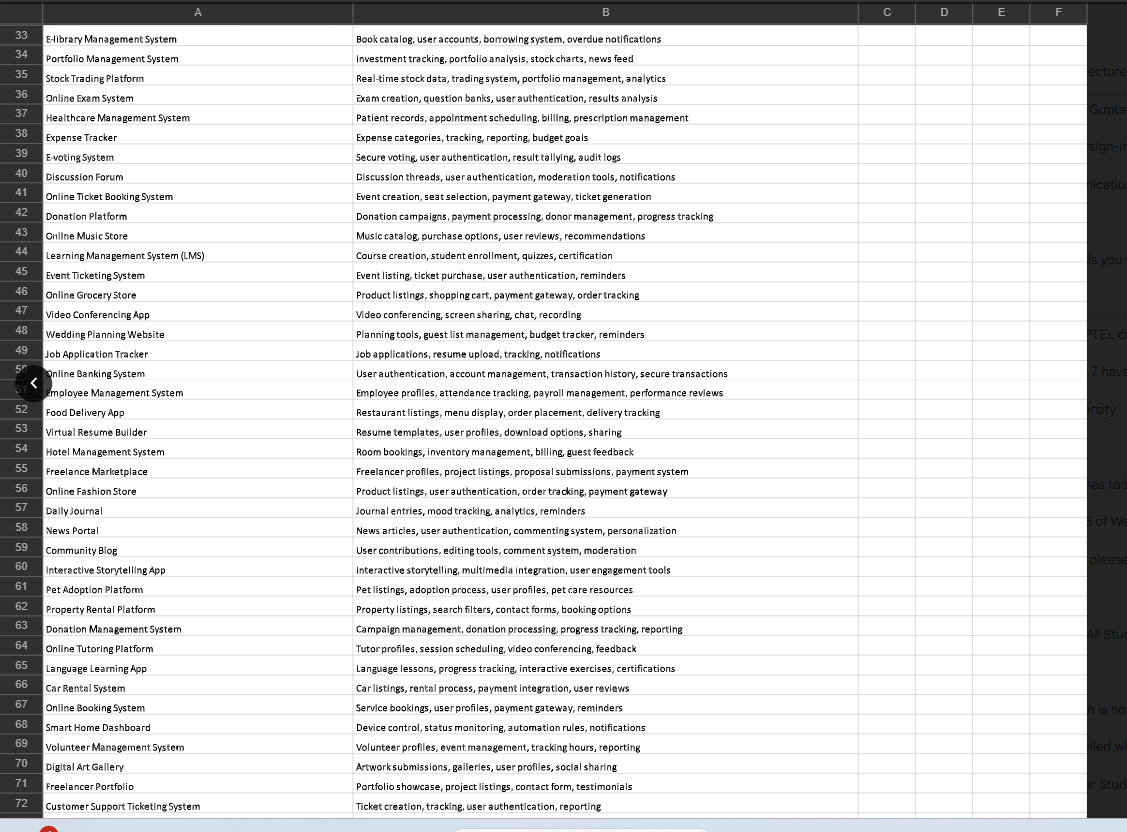 A B C D E F
33 E-library Management System Book catalog, user accounts, borrowing system, overdue notifications
34 Portfolio Management System Investment tracking, portfolio analysis, stock charts, news feed
35 Stock Trading Platform Real-time stock data, trading system, portfolio management, analytics
36 Online Exam System Exam creation, question banks, user authentication, results analysis
37 Healthcare Management System Patient records, appointment scheduling, billing, prescription management
38 Expense Tracker Expense categories, tracking, reporting, budget goals
39 E-voting System Secure voting, user authentication, result tallying, audit logs
40 Discussion Forum Discussion threads, user authentication, moderation tools, notifications
41 Online Ticket Booking System Event creation, seat selection, payment gateway, ticket generation
42 Donation Platform Donation campaigns, payment processing, donor management, progress tracking
43 Online Music Store Music catalog, purchase options, user reviews, recommendations
44 Learning Management System (LMS) Course creation, student enrollment, quizzes, certification
45 Event Ticketing System Event listing, ticket purchase, user authentication, reminders
46 Online Grocery Store Product listings, shopping cart, payment gateway, order tracking
47 Video Conferencing App Video conferencing, screen sharing, chat, recording
48 Wedding Planning Website Planning tools, guest list management, budget tracker, reminders
49 Job Application Tracker Job applications, resume upload, tracking, notifications
50 Online Banking System User authentication, account management, transaction history, secure transactions
51 Employee Management System Employee profiles, attendance tracking, payroll management, performance reviews
52 Food Delivery App Restaurant listings, menu display, order placement, delivery tracking
53 Virtual Resume Builder Resume templates, user profiles, download options, sharing
54 Hotel Management System Room bookings, inventory management, billing, guest feedback
55 Freelance Marketplace Freelancer profiles, project listings, proposal submissions, payment system
56 Online Fashion Store Product listings, user authentication, order tracking, payment gateway
57 Daily Journal Journal entries, mood tracking, analytics, reminders
58 News Portal News articles, user authentication, commenting system, personalization
59 Community Blog User contributions, editing tools, comment system, moderation
60 Interactive Storytelling App Interactive storytelling, multimedia integration, user engagement tools
61 Pet Adoption Platform Pet listings, adoption process, user profiles, pet care resources
62 Property Rental Platform Property listings, search filters, contact forms, booking options
63 Donation Management System Campaign management, donation processing, progress tracking, reporting
64 Online Tutoring Platform Tutor profiles, session scheduling, video conferencing, feedback
65 Language Learning App Language lessons, progress tracking, interactive exercises, certifications
66 Car Rental System Car listings, rental process, payment integration, user reviews
67 Online Booking System Service bookings, user profiles, payment gateway, reminders
68 Smart Home Dashboard Device control, status monitoring, automation rules, notifications
69 Volunteer Management System Volunteer profiles, event management, tracking hours, reporting
70 Digital Art Gallery Artwork submissions, galleries, user profiles, social sharing
71 Freelancer Portfolio Portfolio showcase, project listings, contact form, testimonials
72 Customer Support Ticketing System Ticket creation, tracking, user authentication, reporting